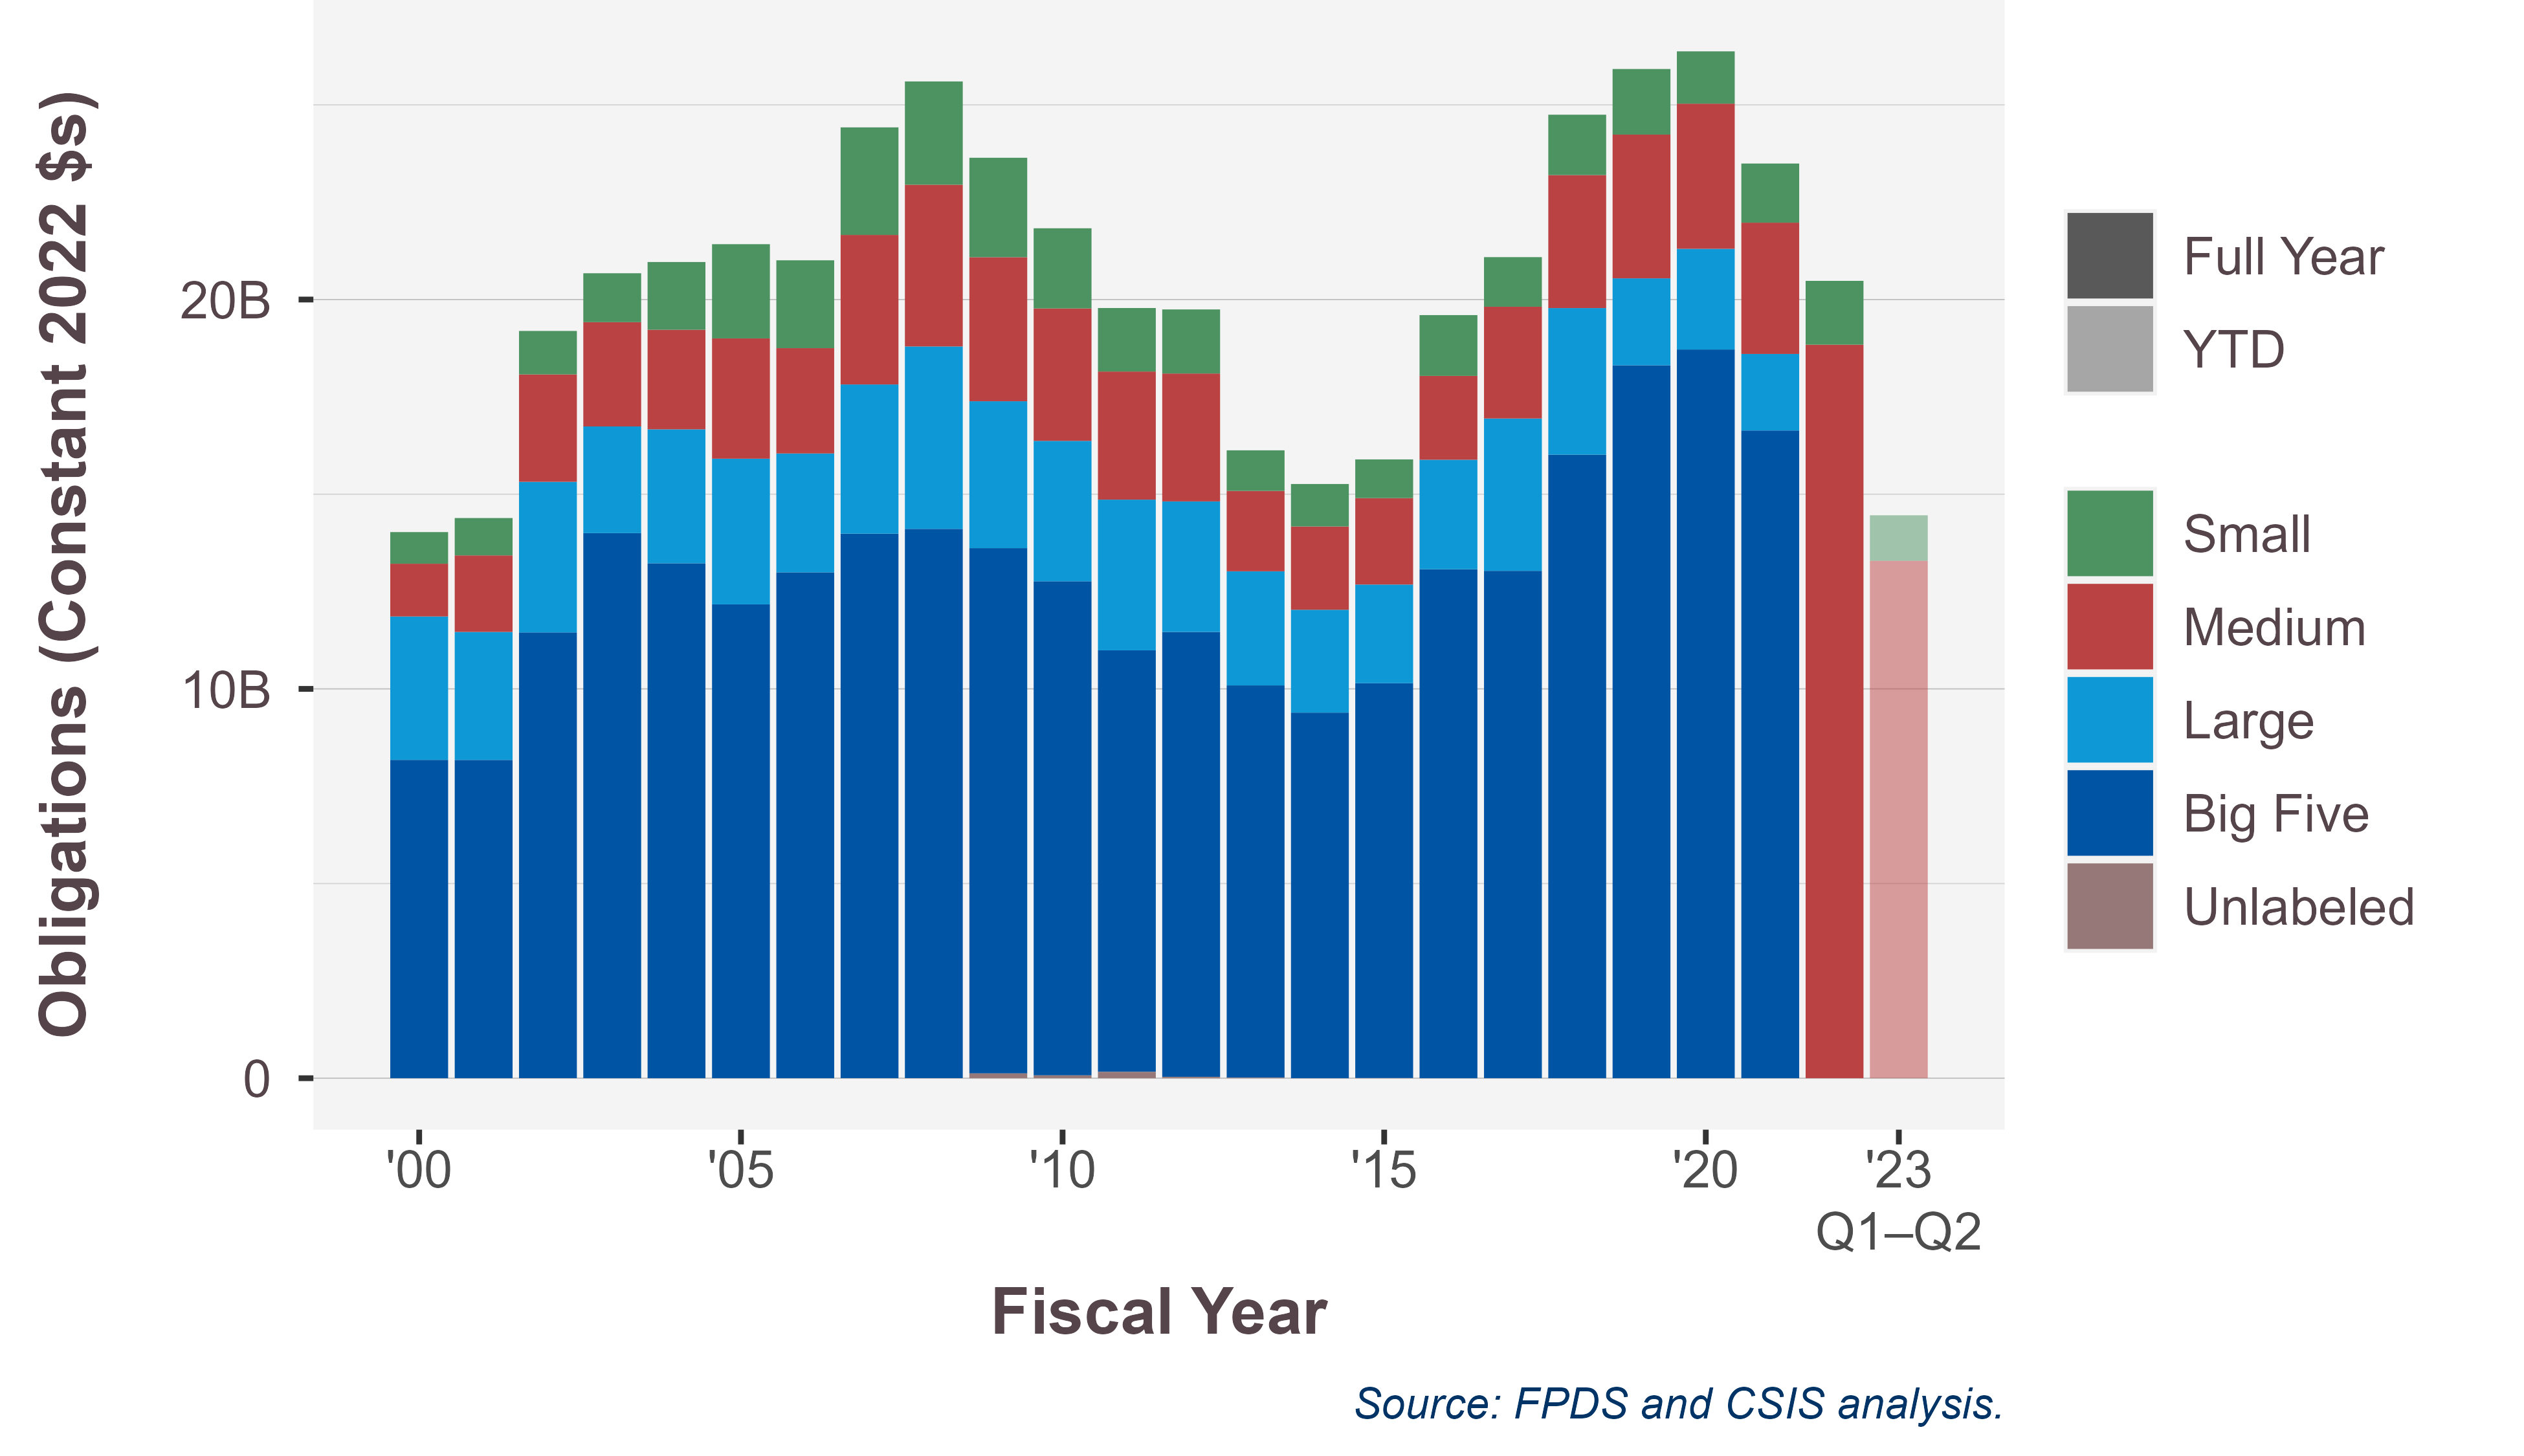 Obligations (Constant 2022 $s)
20B
10B
0
'00
'05
'10
'15
'20
'23
Q1–Q2
Fiscal Year
Full Year
YTD
Small
Medium
Large
Big Five
Unlabeled
Source: FPDS and CSIS analysis.